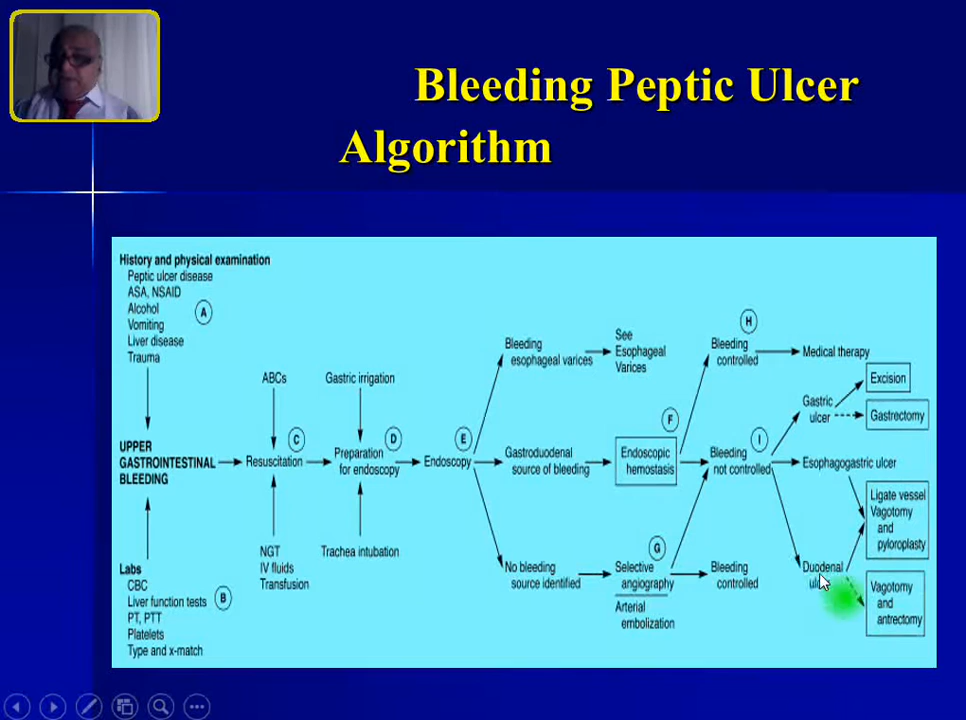 Bleeding Peptic Ulcer
Algorithm
History and physical examination
Peptic ulcer disease
ASA, NSAID
Alcohol
Vomiting
Liver disease
Trauma
A
UPPER
GASTROINTESTINAL
BLEEDING
Labs
CBC
Liver function tests
PT, PTT
Platelets
Type and x-match
B
ABCs
C
Resuscitation
NGT
IV fluids
Transfusion
Gastric irrigation
D
Preparation
for endoscopy
Trachea intubation
E
Endoscopy
Bleeding
esophageal varices
See
Esophageal
Varices
Gastroduodenal
source of bleeding
F
Endoscopic
hemostasis
No bleeding
source identified
G
Selective
angiography
Arterial
embolization
H
Bleeding
controlled
Medical therapy
I
Bleeding
not controlled
Bleeding
controlled
Gastric
ulcer
Excision
Gastrectomy
Esophagogastric ulcer
Duodenal
Ligate vessel
Vagotomy
and
pyloroplasty
Vagotomy
and
antrectomy